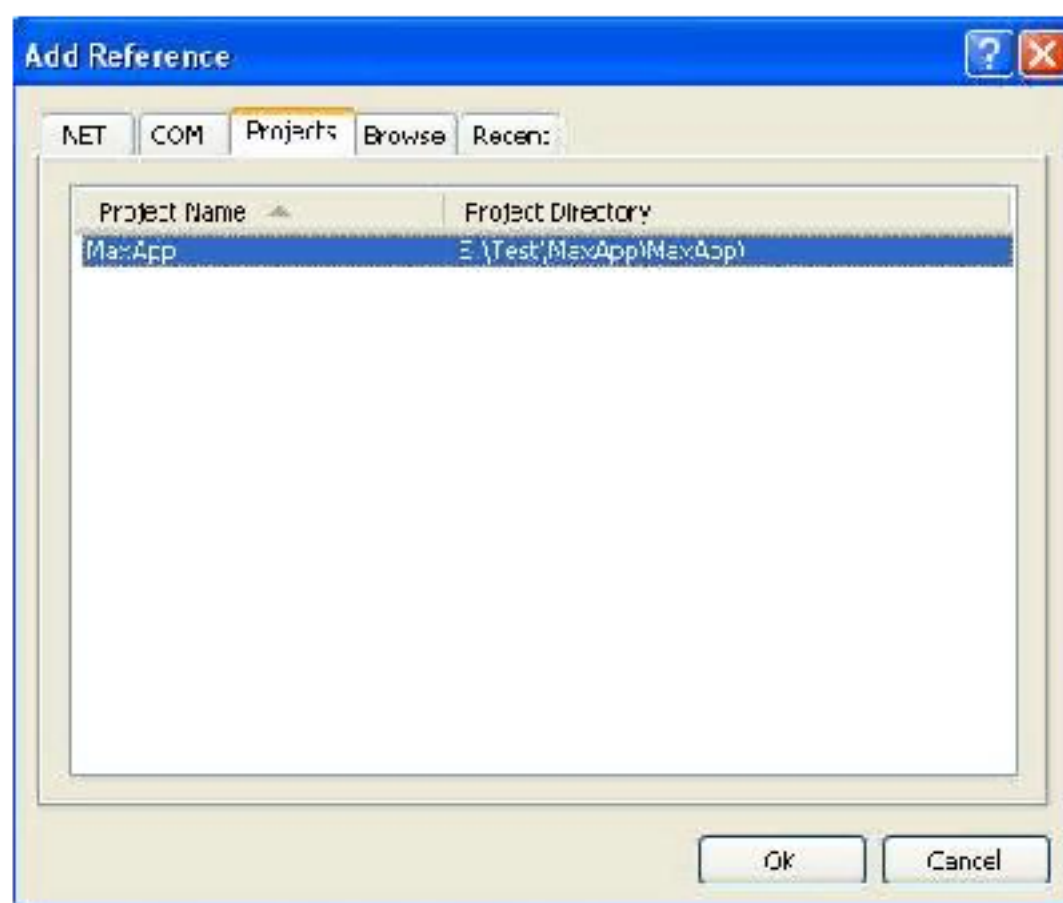 Add Reference
.NET COM Projects Browse Recent
Project Name Project Directory
MaxApp E:\Test\MaxApp\MaxApp\
OK Cancel